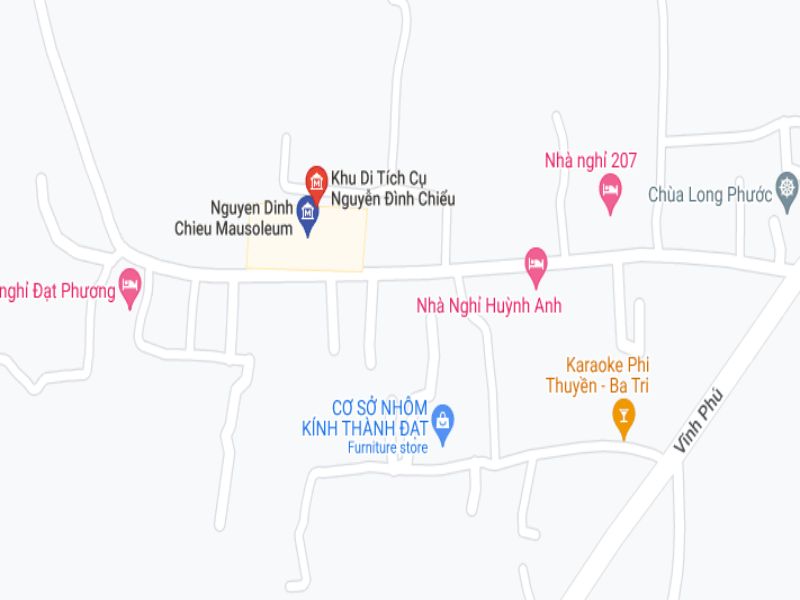 Nhà nghỉ 207
Khu Di Tích Cụ
Nguyễn Đình Chiểu
Chùa Long Phước
Nguyen Dinh
Chieu Mausoleum
nghỉ Đạt Phương
Nhà Nghỉ Huỳnh Anh
Karaoke Phi
Thuyền - Ba Tri
CƠ SỞ NHÔM
KÍNH THÀNH ĐẠT
Furniture store
Vĩnh Phú